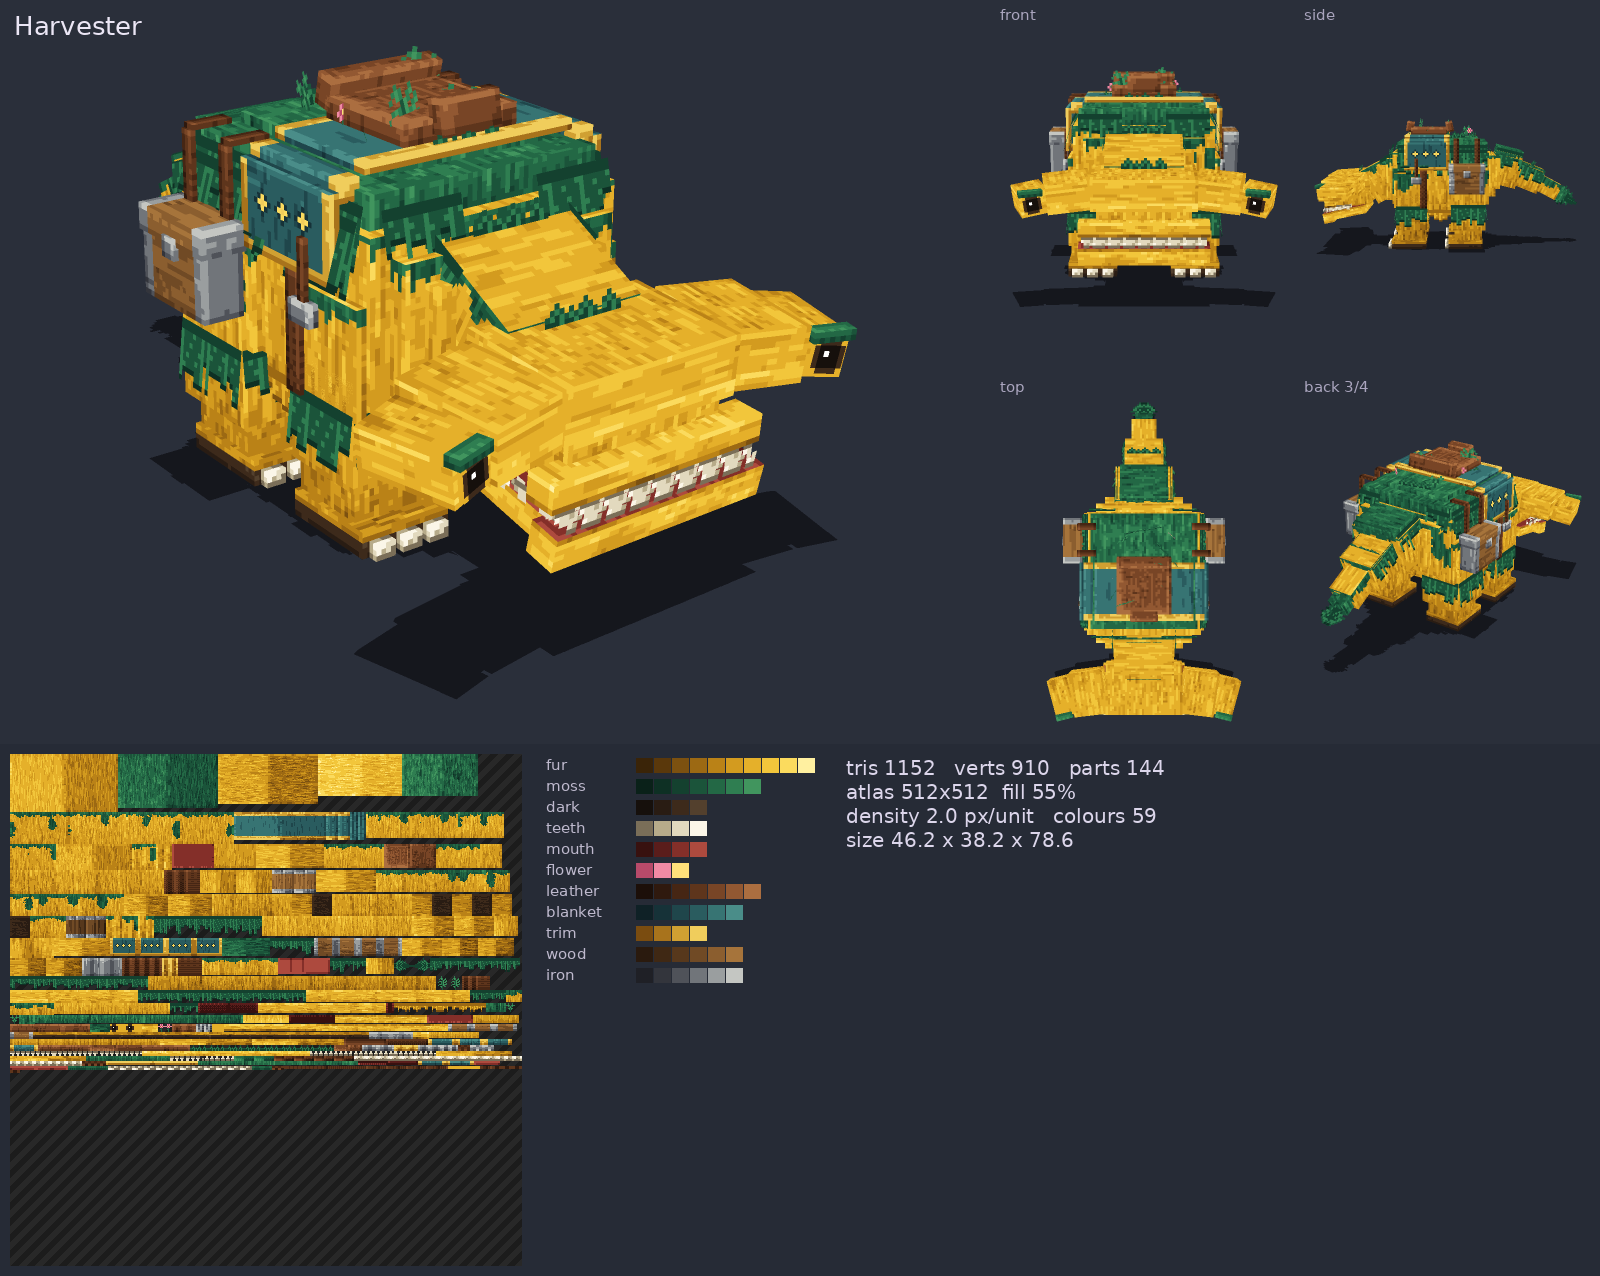 Harvester
front
side
top
back 3/4
fur
moss
dark
teeth
mouth
flower
leather
blanket
trim
wood
iron
tris 1152 verts 910 parts 144
atlas 512x512 fill 55%
density 2.0 px/unit colours 59
size 46.2 x 38.2 x 78.6